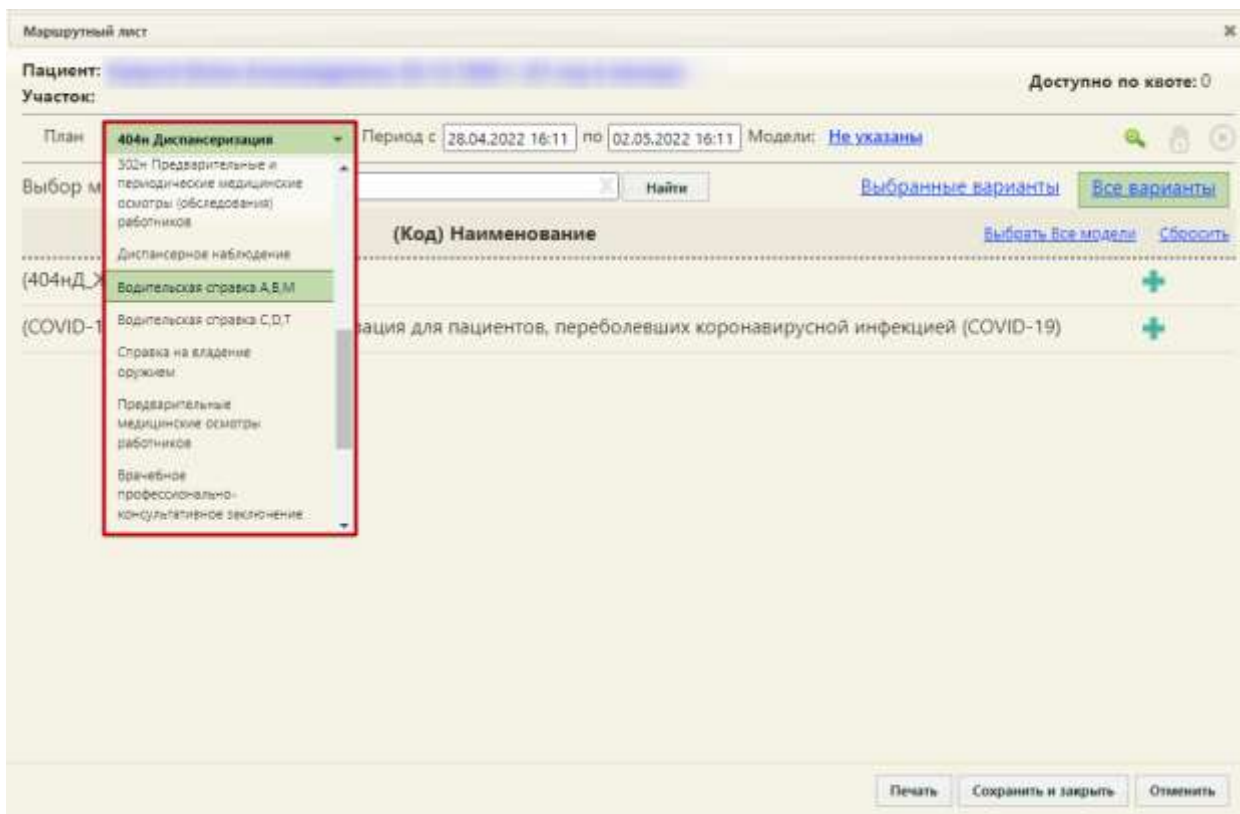 Маршрутный лист
Пациент:
Доступно по квоте: 0
Участок:
План 404н Диспансеризация Период с 28.04.2022 16:11 по 02.05.2022 16:11 Модели: Не указаны
302н Предварительные и
периодические медицинские
осмотры (обследования)
работников
Выбор м Найти Выбранные варианты Все варианты
(Код) Наименование Выбрать Все модели Сбросить
Диспансерное наблюдение
(404нД_Ж
Водительская справка A,B,M
Водительская справка C,D,T
(COVID-1 зация для пациентов, переболевших коронавирусной инфекцией (COVID-19)
Справка на владение
оружием
Предварительные
медицинские осмотры
работников
Врачебное
профессионально-
консультативное заключение
Печать Сохранить и закрыть Отменить